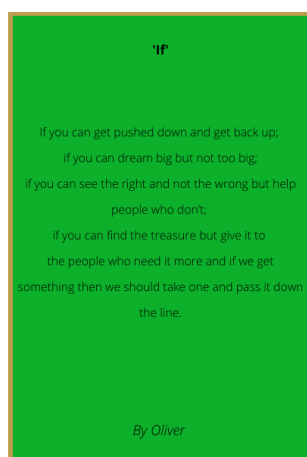 'If'
If you can get pushed down and get back up;
if you can dream big but not too big;
if you can see the right and not the wrong but help
people who don't;
if you can find the treasure but give it to
the people who need it more and if we get
something then we should take one and pass it down
the line.
By Oliver